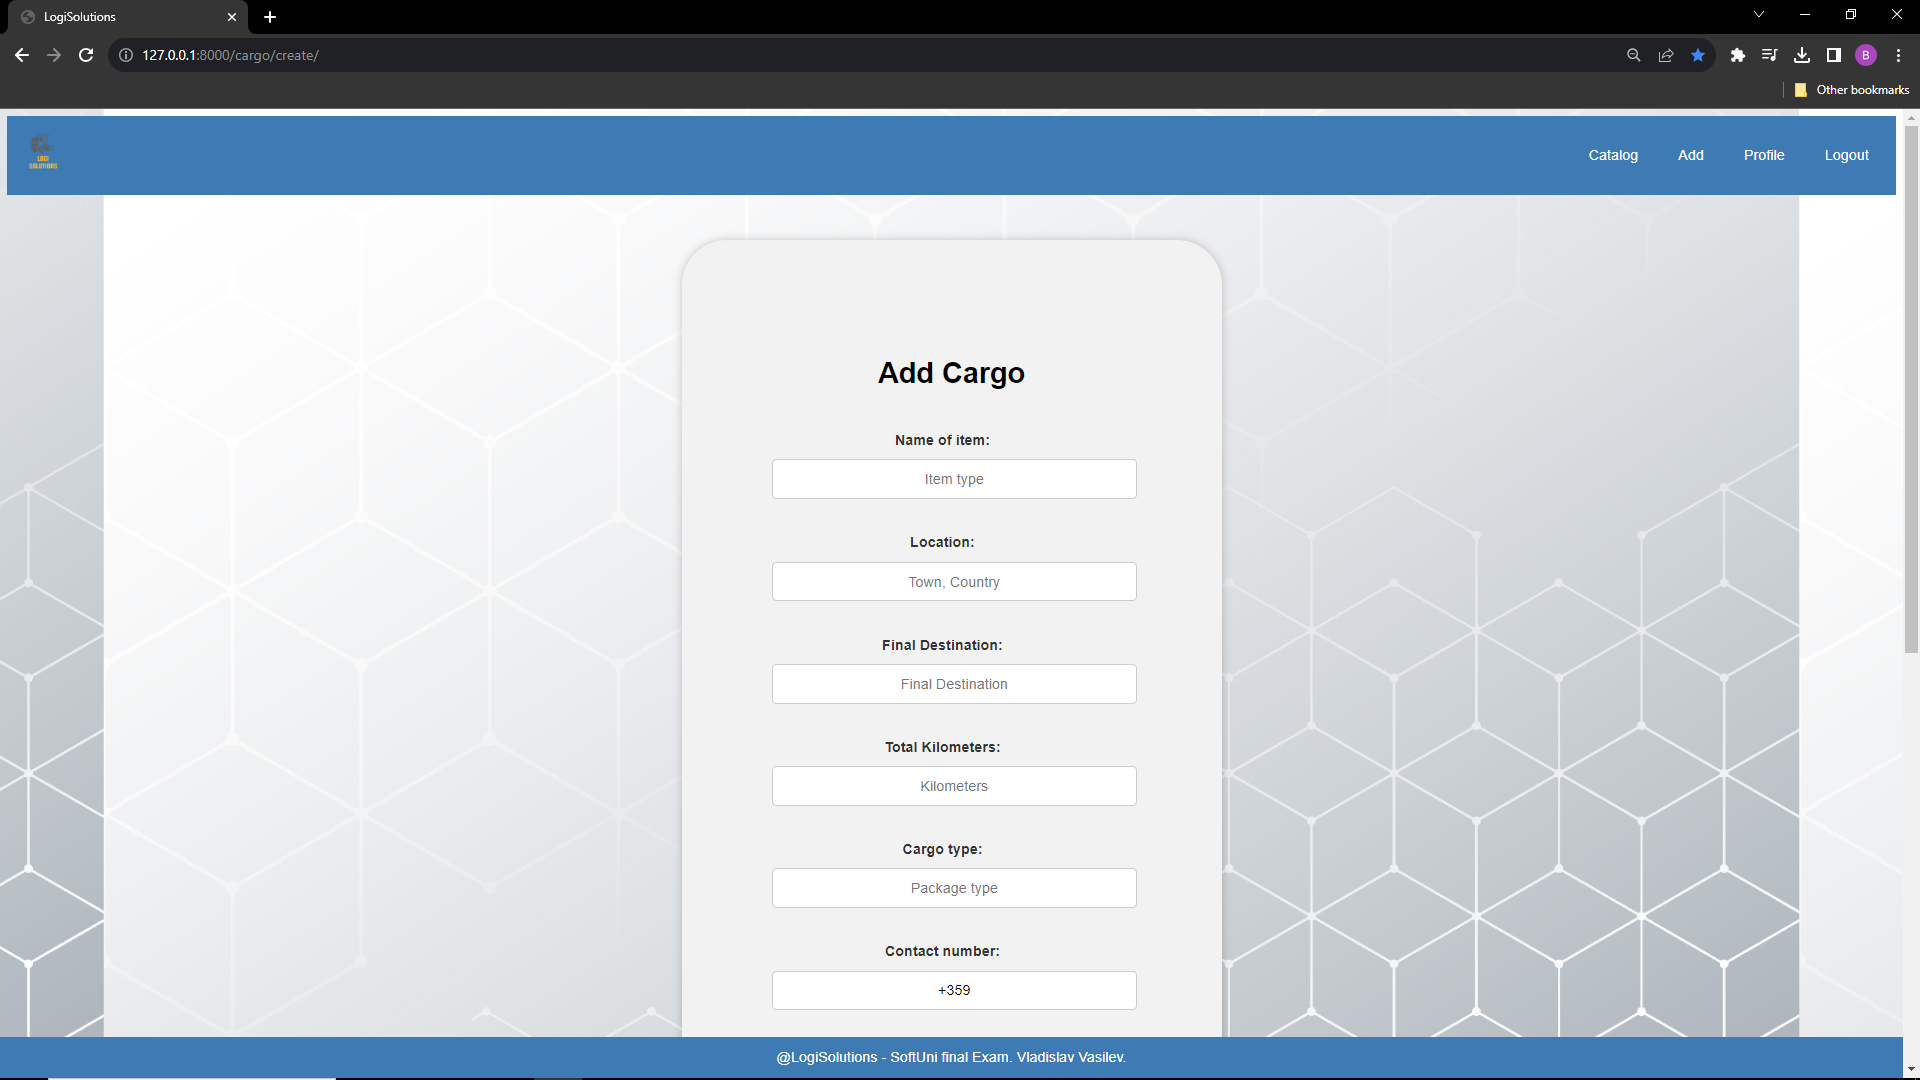 LogiSolutions
127.0.0.1:8000/cargo/create/
B
Other bookmarks
LOGI
SOLUTIONS
Catalog
Add
Profile
Logout
Add Cargo
Name of item:
Item type
Location:
Town, Country
Final Destination:
Final Destination
Total Kilometers:
Kilometers
Cargo type:
Package type
Contact number:
+359
@LogiSolutions - SoftUni final Exam. Vladislav Vasilev.